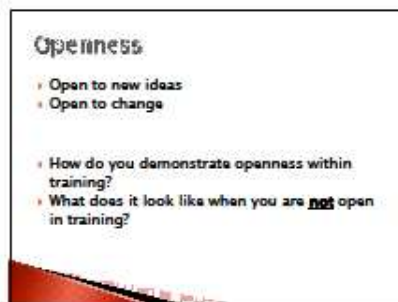 Openness
Open to new ideas
Open to change
How do you demonstrate openness within
training?
What does it look like when you are not open
in training?